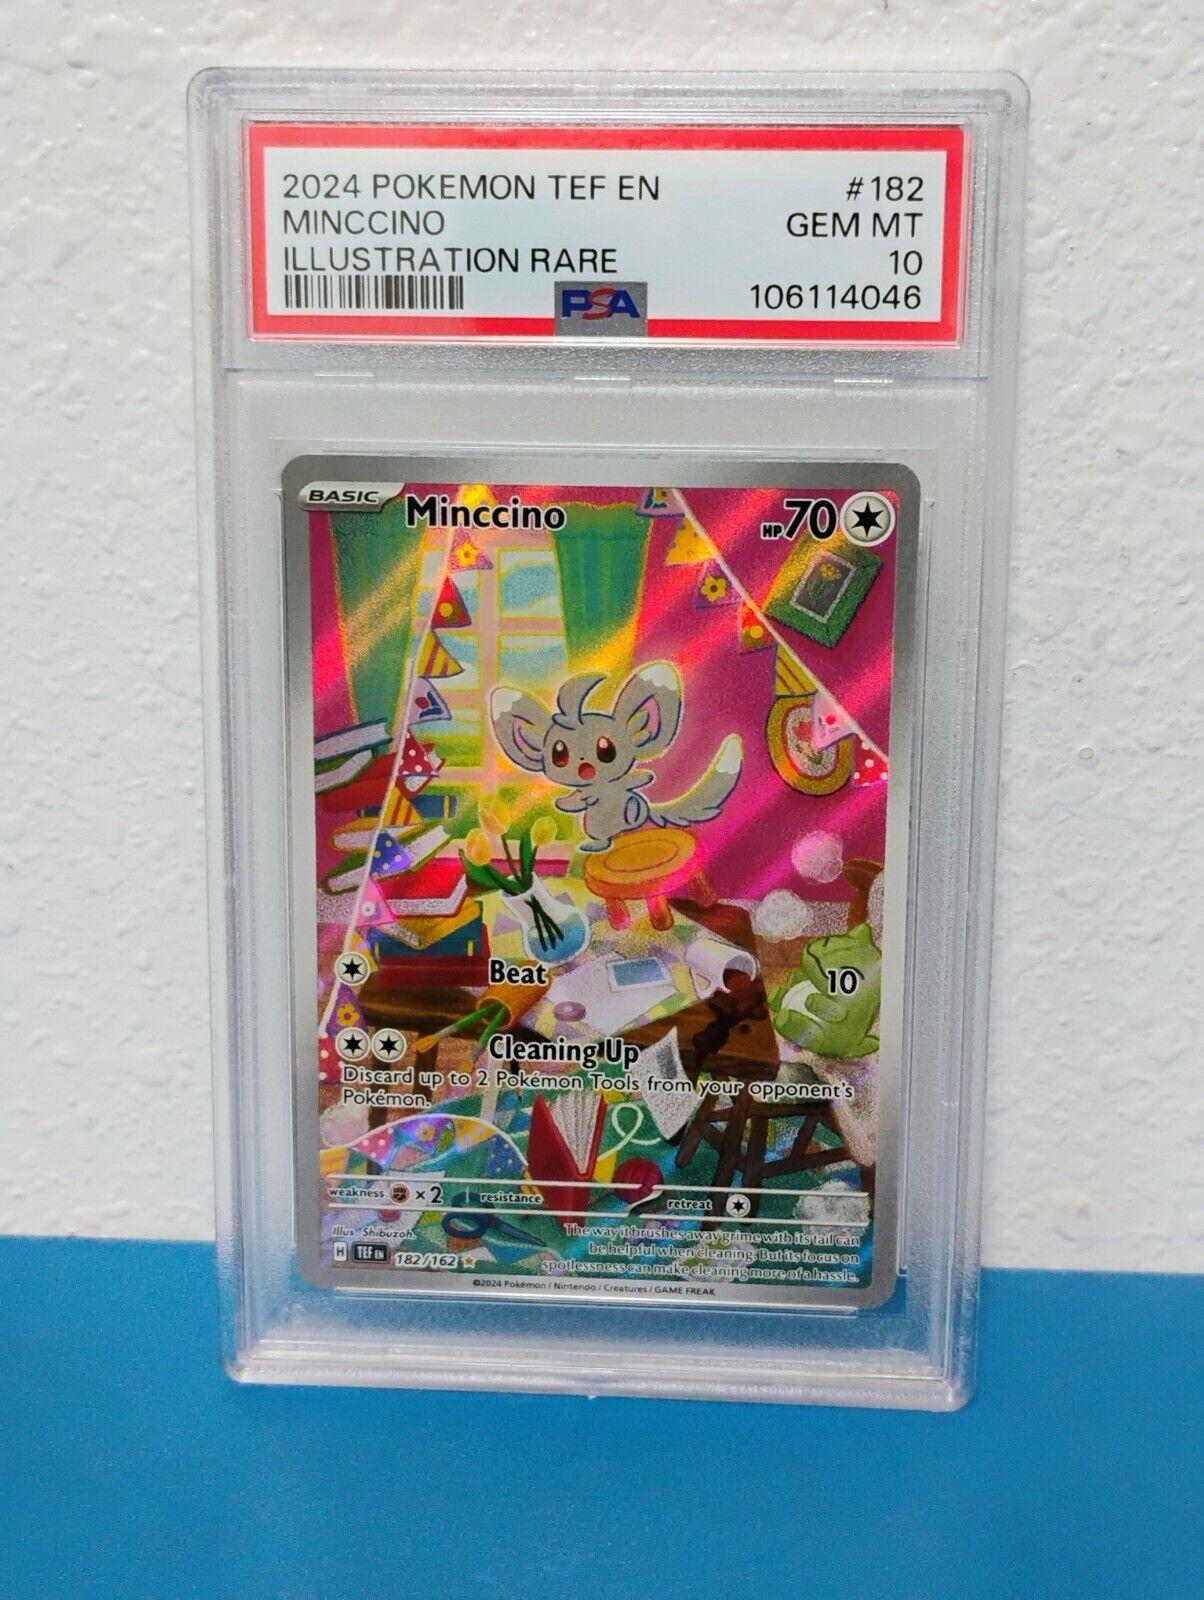 2024 POKEMON TEF EN #182
MINCCINO GEM MT
ILLUSTRATION RARE 10
PSA 106114046
BASIC Minccino HP 70
Beat 10
Cleaning Up
Discard up to 2 Pokémon Tools from your opponent's
Pokémon.
weakness ×2 resistance retreat
Illus. Shibuzoh.
H TEF EN 182/162
The way it brushes away grime with its tail can
be helpful when cleaning. But its focus on
spotlessness can make cleaning more of a hassle.
©2024 Pokémon / Nintendo / Creatures / GAME FREAK